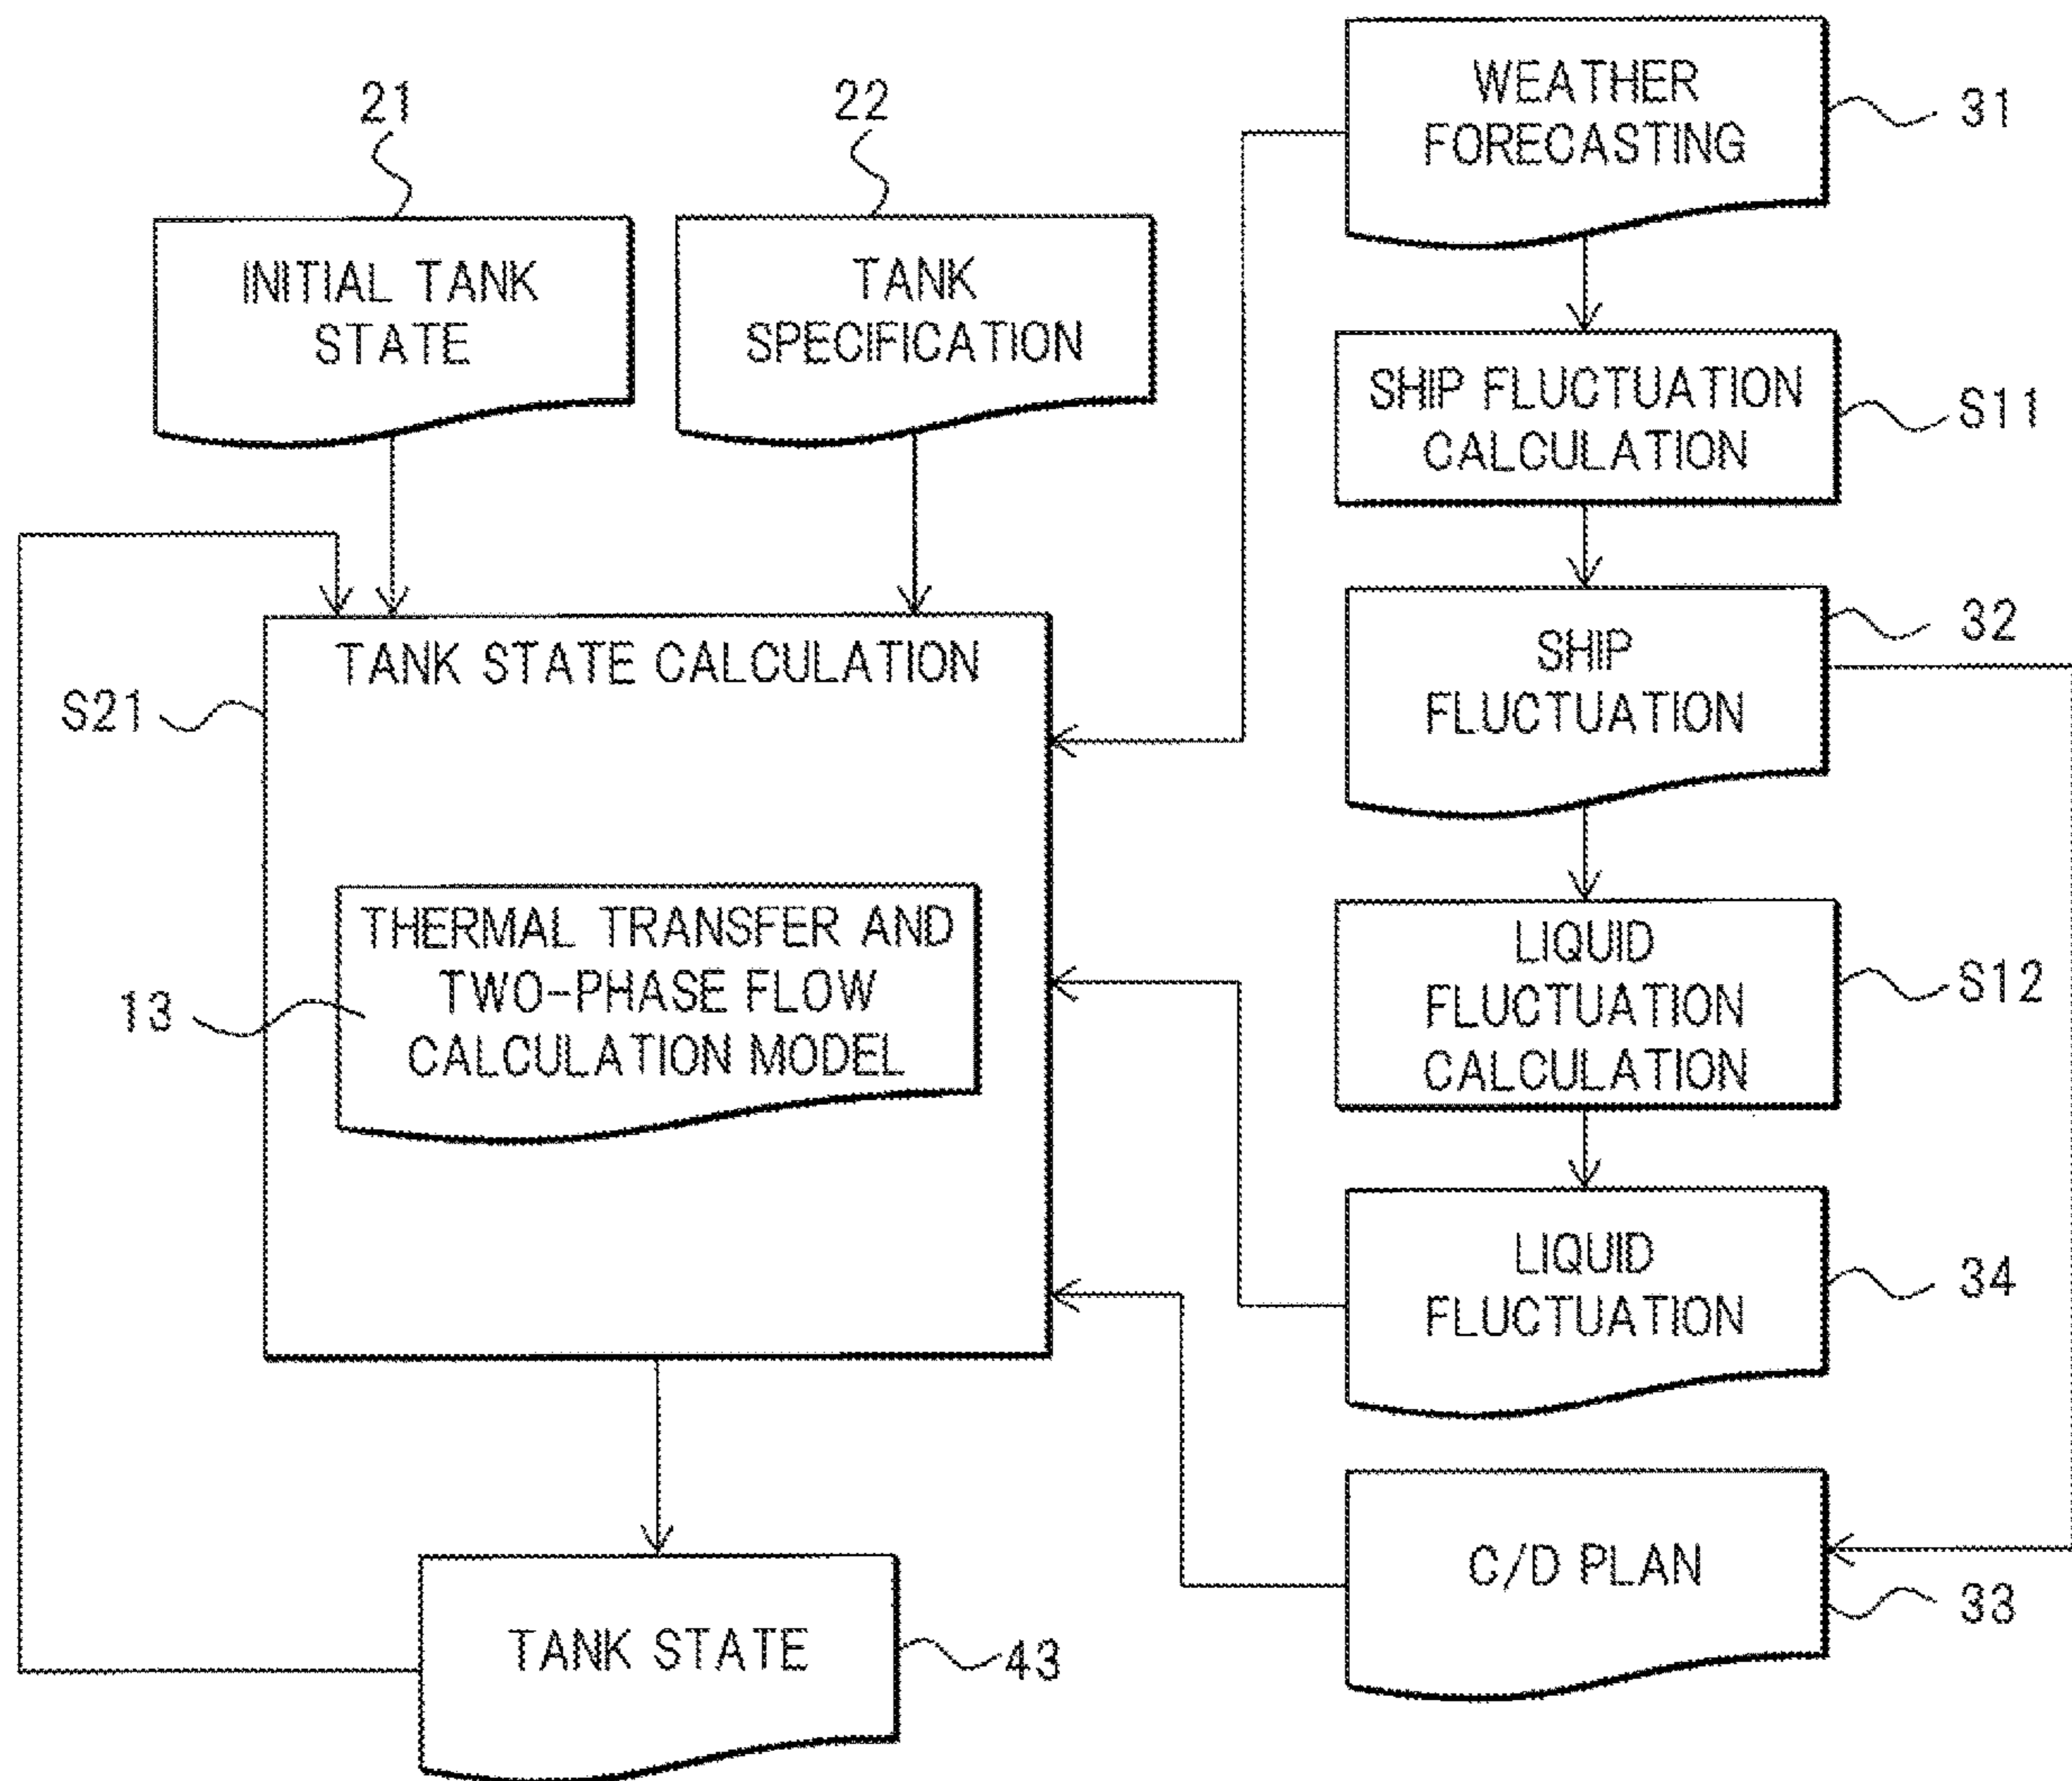 21
22
31
WEATHER
FORECASTING
INITIAL TANK
STATE
TANK
SPECIFICATION
SHIP FLUCTUATION
CALCULATION
S11
32
SHIP
FLUCTUATION
TANK STATE CALCULATION
S21
THERMAL TRANSFER AND
TWO-PHASE FLOW
CALCULATION MODEL
13
LIQUID
FLUCTUATION
CALCULATION
S12
LIQUID
FLUCTUATION
34
C/D PLAN
33
TANK STATE
43